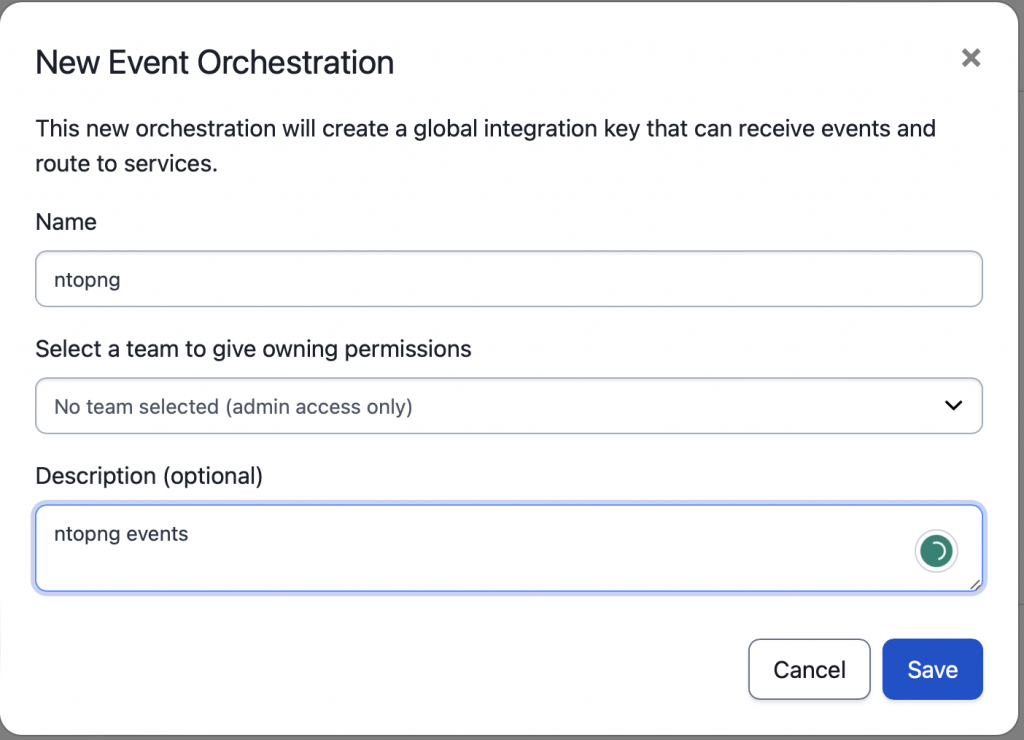 New Event Orchestration
This new orchestration will create a global integration key that can receive events and
route to services.
Name
ntopng
Select a team to give owning permissions
No team selected (admin access only)
Description (optional)
ntopng events
Cancel
Save